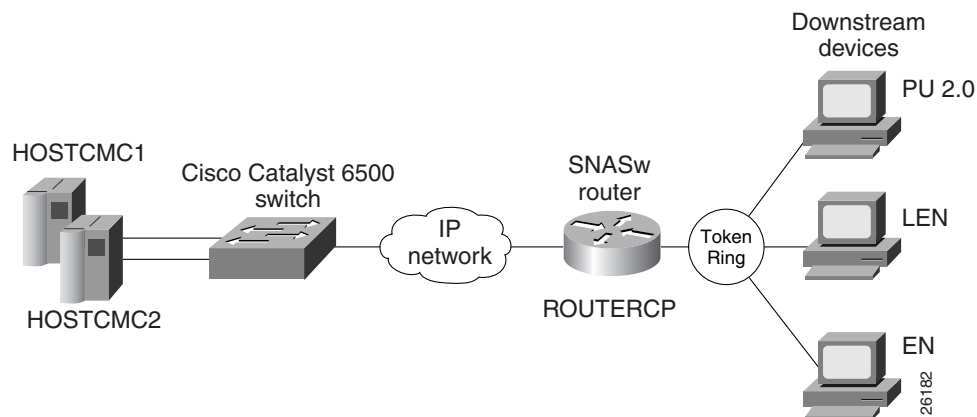 Downstream
devices
PU 2.0
HOSTCMC1
Cisco Catalyst 6500
switch
SNASw
router
IP
network
Token
Ring
LEN
HOSTCMC2
ROUTERCP
EN
26182